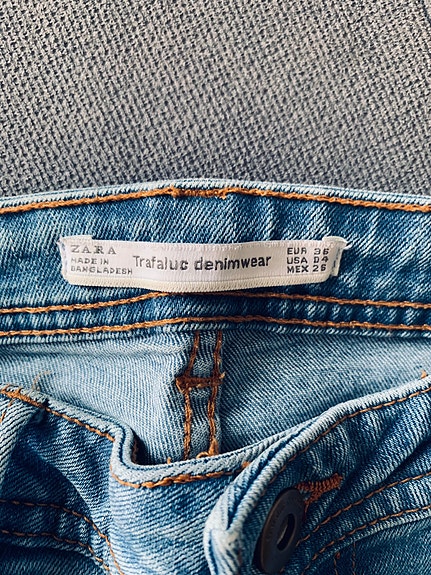 ZARA
MADE IN
BANGLADESH
Trafaluc denimwear
EUR 36
USA 04
MEX 26